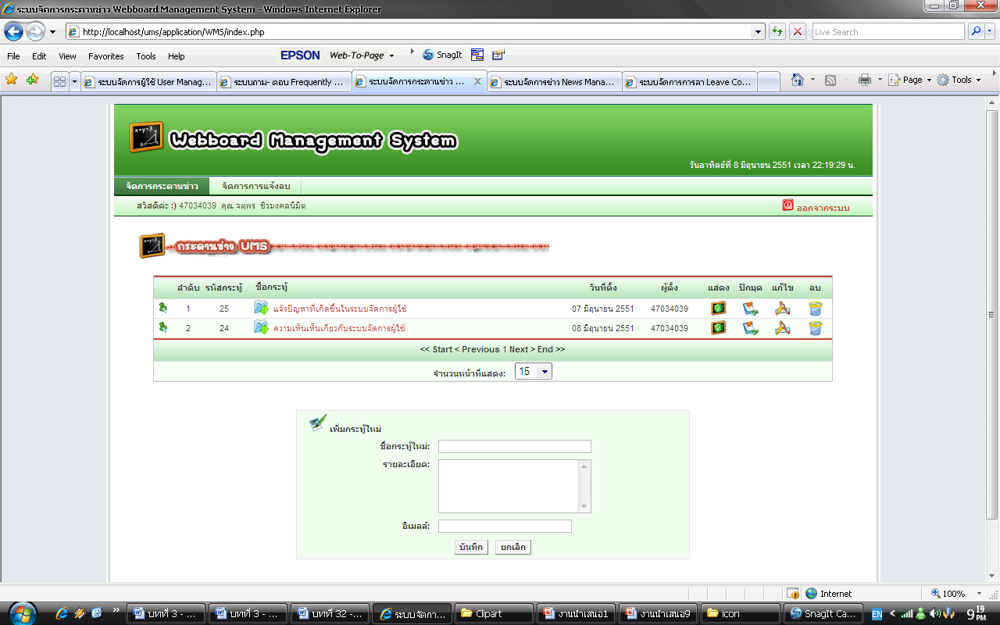 ระบบจัดการกระดานข่าว Webboard Management System - Windows Internet Explorer
http://localhost/ums/application/WMS/index.php
Live Search
File Edit View Favorites Tools Help
EPSON Web-To-Page SnagIt
ระบบจัดการผู้ใช้ User Manag...
ระบบถาม- ตอบ Frequently ...
ระบบจัดการกระดานข่าว ...
ระบบจัดการข่าว News Mana...
ระบบจัดการการลา Leave Co...
Page Tools
x+y=3
Webboard Management System
วันอาทิตย์ที่ 8 มิถุนายน 2551 เวลา 22:19:29 น.
จัดการกระดานข่าว จัดการการแจ้งลบ
สวัสดีค่ะ :) 47034039 คุณ จตุพร ชิวมงคลนิมิต ออกจากระบบ
กระดานข่าว UMS
ลำดับ รหัสกระทู้ ชื่อกระทู้ วันที่ตั้ง ผู้ตั้ง แสดง ปักมุด แก้ไข ลบ
1 25 แจ้งปัญหาที่เกิดขึ้นในระบบจัดการผู้ใช้ 07 มิถุนายน 2551 47034039
2 24 ความเห็นเห็นเกี่ยวกับระบบจัดการผู้ใช้ 08 มิถุนายน 2551 47034039
<< Start < Previous 1 Next > End >>
จำนวนหน้าที่แสดง: 15
เพิ่มกระทู้ใหม่
ชื่อกระทู้ใหม่:
รายละเอียด:
อีเมลล์:
บันทึก ยกเลิก
Internet 100%
บทที่ 3 - ... บทที่ 3 - ... บทที่ 32 -... ระบบจัดกา... Clipart งานนำเสนอ1 งานนำเสนอ9 icon SnagIt Ca... EN 9 19 PM